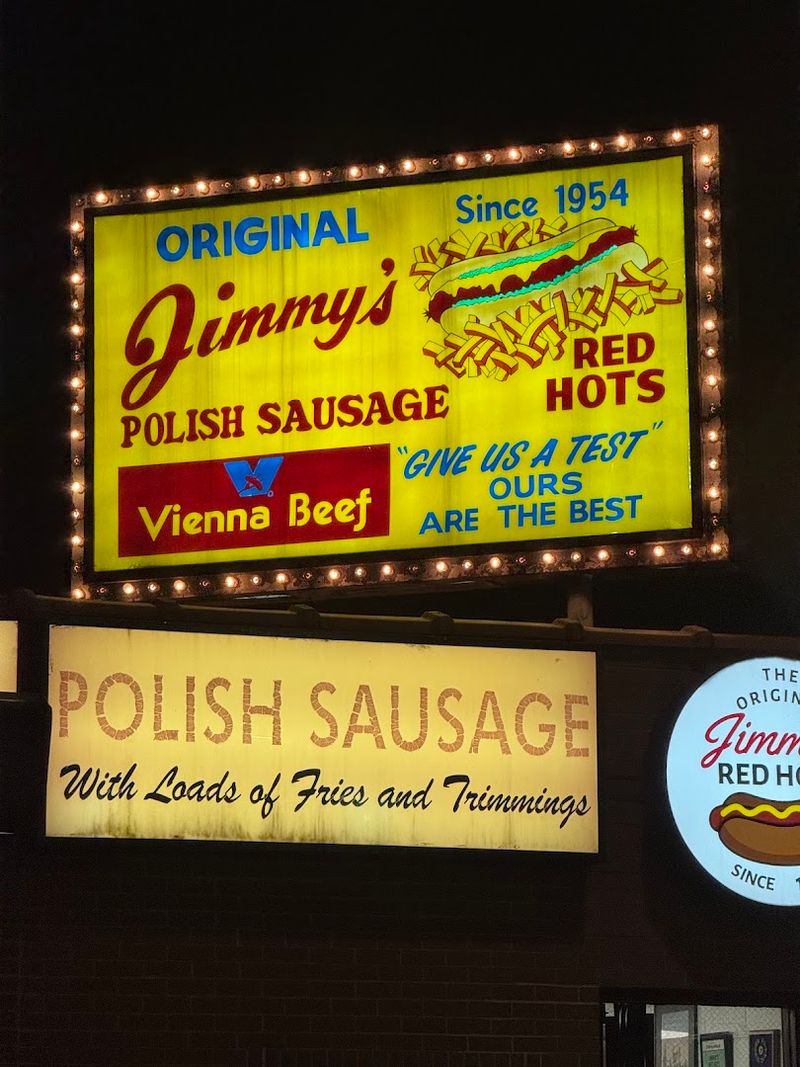 ORIGINAL
Since 1954
Jimmy's
RED
HOTS
POLISH SAUSAGE
Vienna Beef
"GIVE US A TEST"
OURS
ARE THE BEST
POLISH SAUSAGE
With Loads of Fries and Trimmings
THE
ORIGIN
Jimm
RED HO
SINCE 1